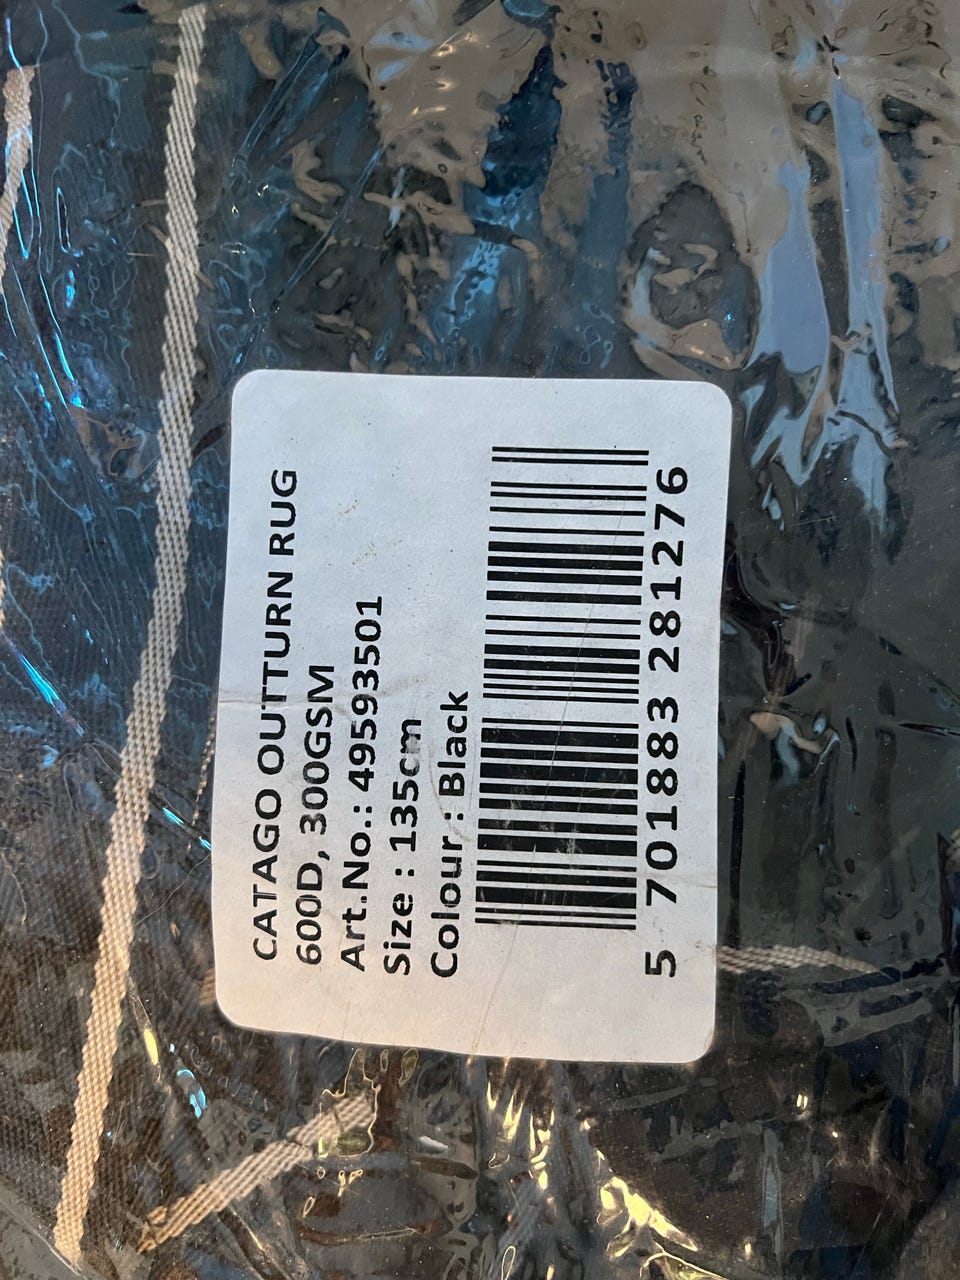 CATAGO OUTTURN RUG
600D, 300GSM
Art.No.: 49593501
Size : 135cm
Colour : Black
5 701883 281276